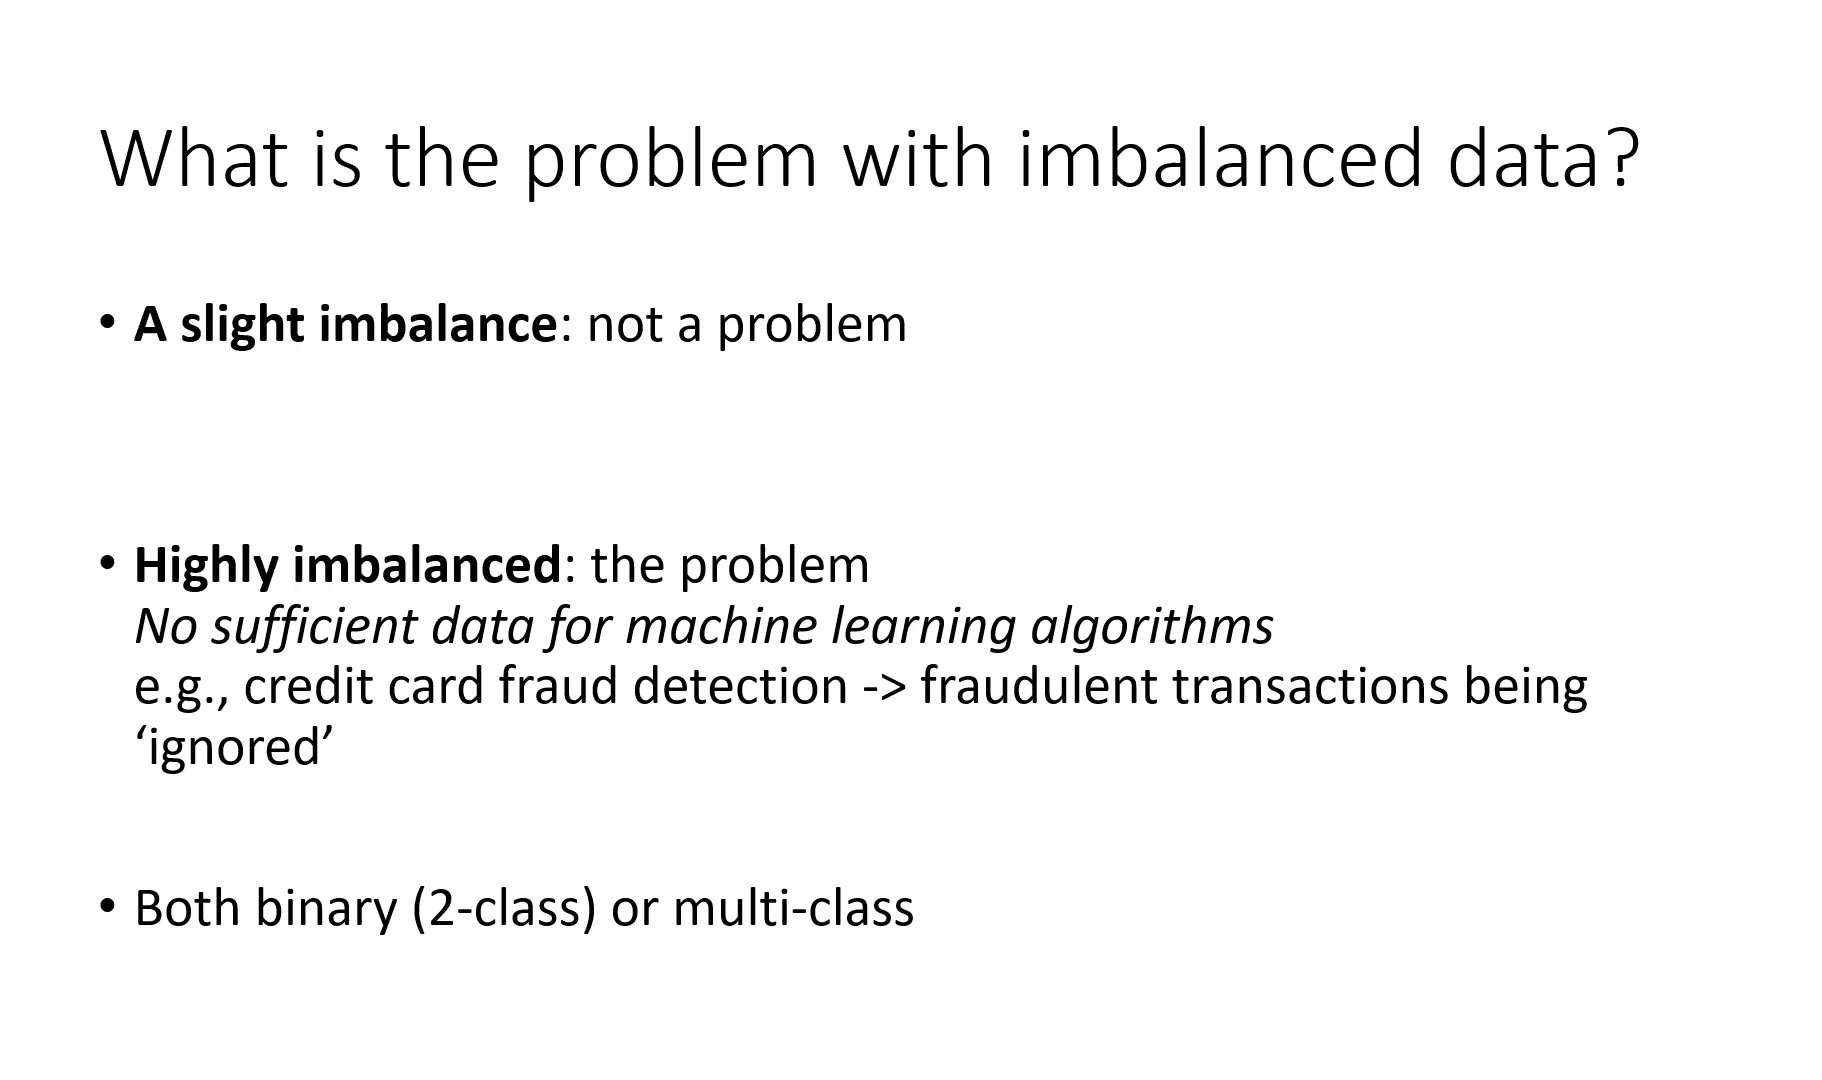 What is the problem with imbalanced data?
• A slight imbalance: not a problem
• Highly imbalanced: the problem
No sufficient data for machine learning algorithms
e.g., credit card fraud detection -> fraudulent transactions being
‘ignored’
• Both binary (2-class) or multi-class